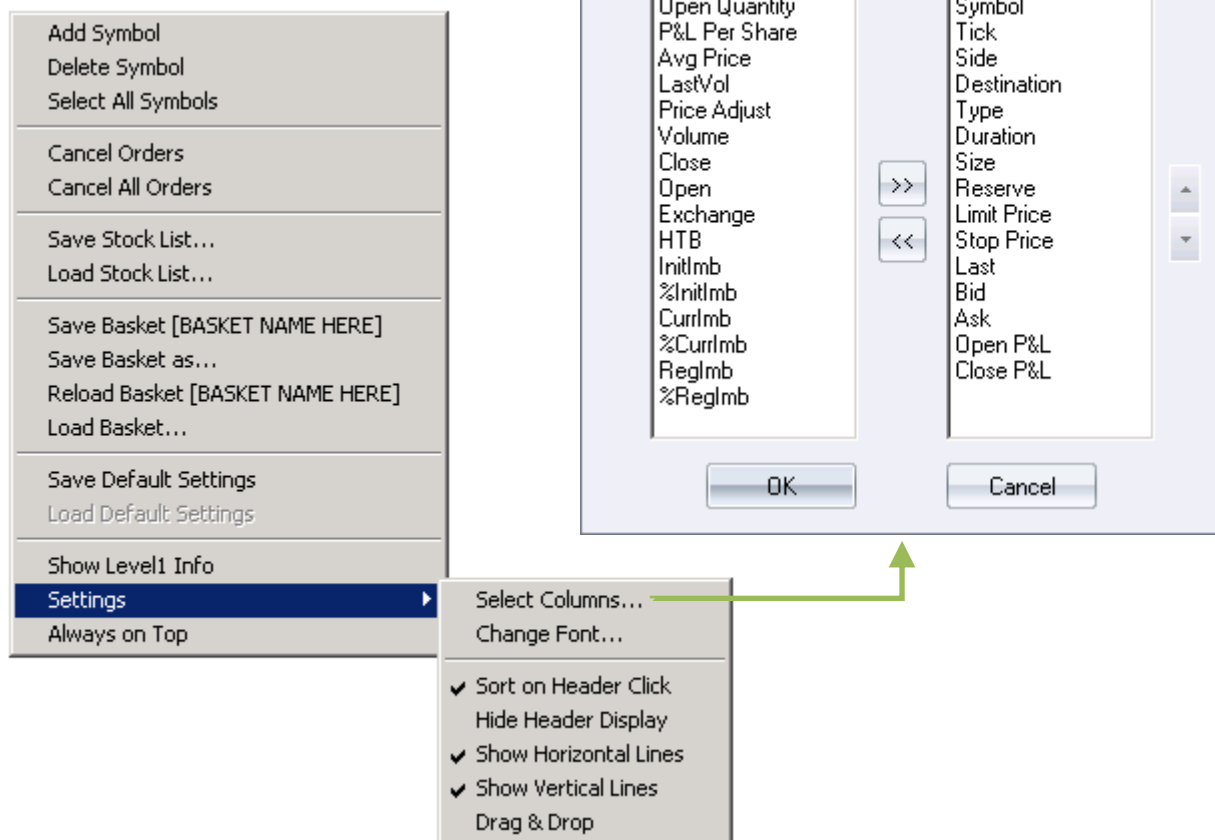 Add Symbol
Delete Symbol
Select All Symbols
Cancel Orders
Cancel All Orders
Save Stock List...
Load Stock List...
Save Basket [BASKET NAME HERE]
Save Basket as...
Reload Basket [BASKET NAME HERE]
Load Basket...
Save Default Settings
Load Default Settings
Show Level1 Info
Settings
Always on Top
Select Columns...
Change Font...
Sort on Header Click
Hide Header Display
Show Horizontal Lines
Show Vertical Lines
Drag & Drop
Open Quantity
P&L Per Share
Avg Price
LastVol
Price Adjust
Volume
Close
Open
Exchange
HTB
InitImb
%InitImb
CurrImb
%CurrImb
RegImb
%RegImb
>>
<<
Symbol
Tick
Side
Destination
Type
Duration
Size
Reserve
Limit Price
Stop Price
Last
Bid
Ask
Open P&L
Close P&L
OK
Cancel